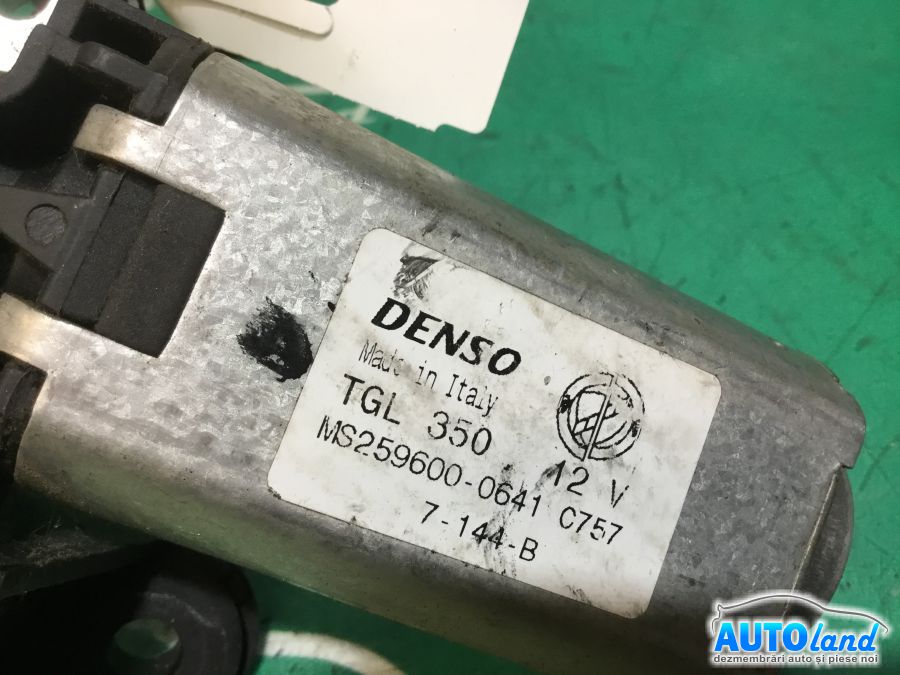 DENSO
Made in Italy
TGL 350
12 V
MS259600-0641 C757
7-144-B
AUTOland
dezmembrări auto și piese noi